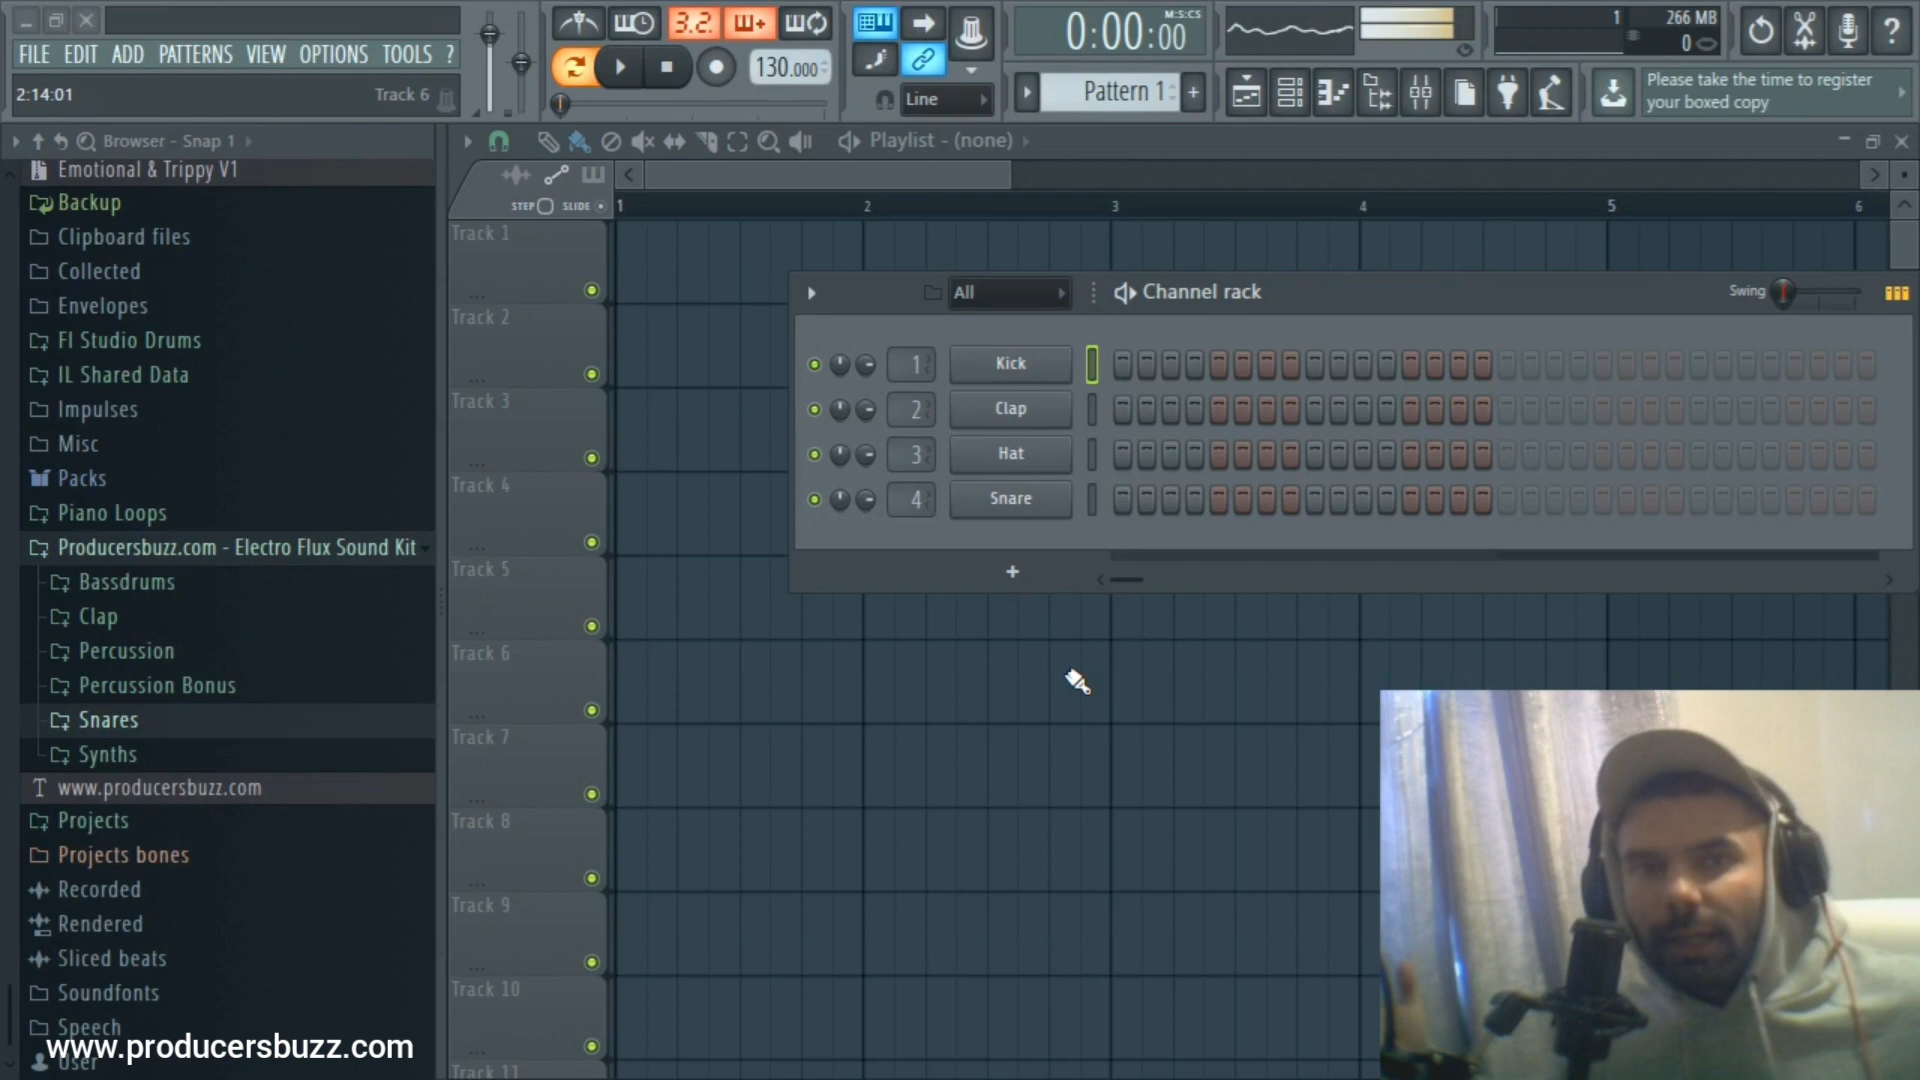 FILE EDIT ADD PATTERNS VIEW OPTIONS TOOLS ?
2:14:01 Track 6
3.2.
130.000
Line
0:00:00 M:S:CS
Pattern 1
1 266 MB
0
Please take the time to register
your boxed copy
Browser - Snap 1
Emotional & Trippy V1
Backup
Clipboard files
Collected
Envelopes
Fl Studio Drums
IL Shared Data
Impulses
Misc
Packs
Piano Loops
Producersbuzz.com - Electro Flux Sound Kit
Bassdrums
Clap
Percussion
Percussion Bonus
Snares
Synths
www.producersbuzz.com
Projects
Projects bones
Recorded
Rendered
Sliced beats
Soundfonts
Speech
User
www.producersbuzz.com
Playlist - (none)
STEP SLIDE
1 2 3 4 5 6
Track 1
Track 2
Track 3
Track 4
Track 5
Track 6
Track 7
Track 8
Track 9
Track 10
Track 11
All Channel rack Swing
1 Kick
2 Clap
3 Hat
4 Snare